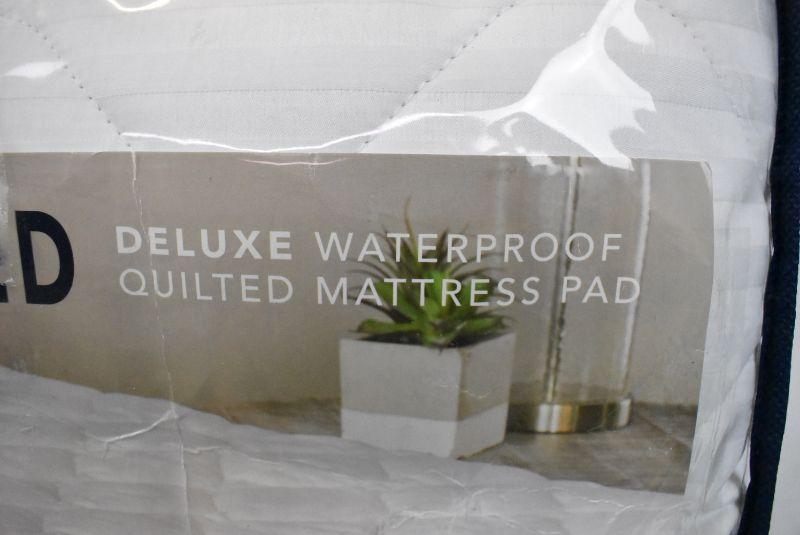 DELUXE WATERPROOF
QUILTED MATTRESS PAD